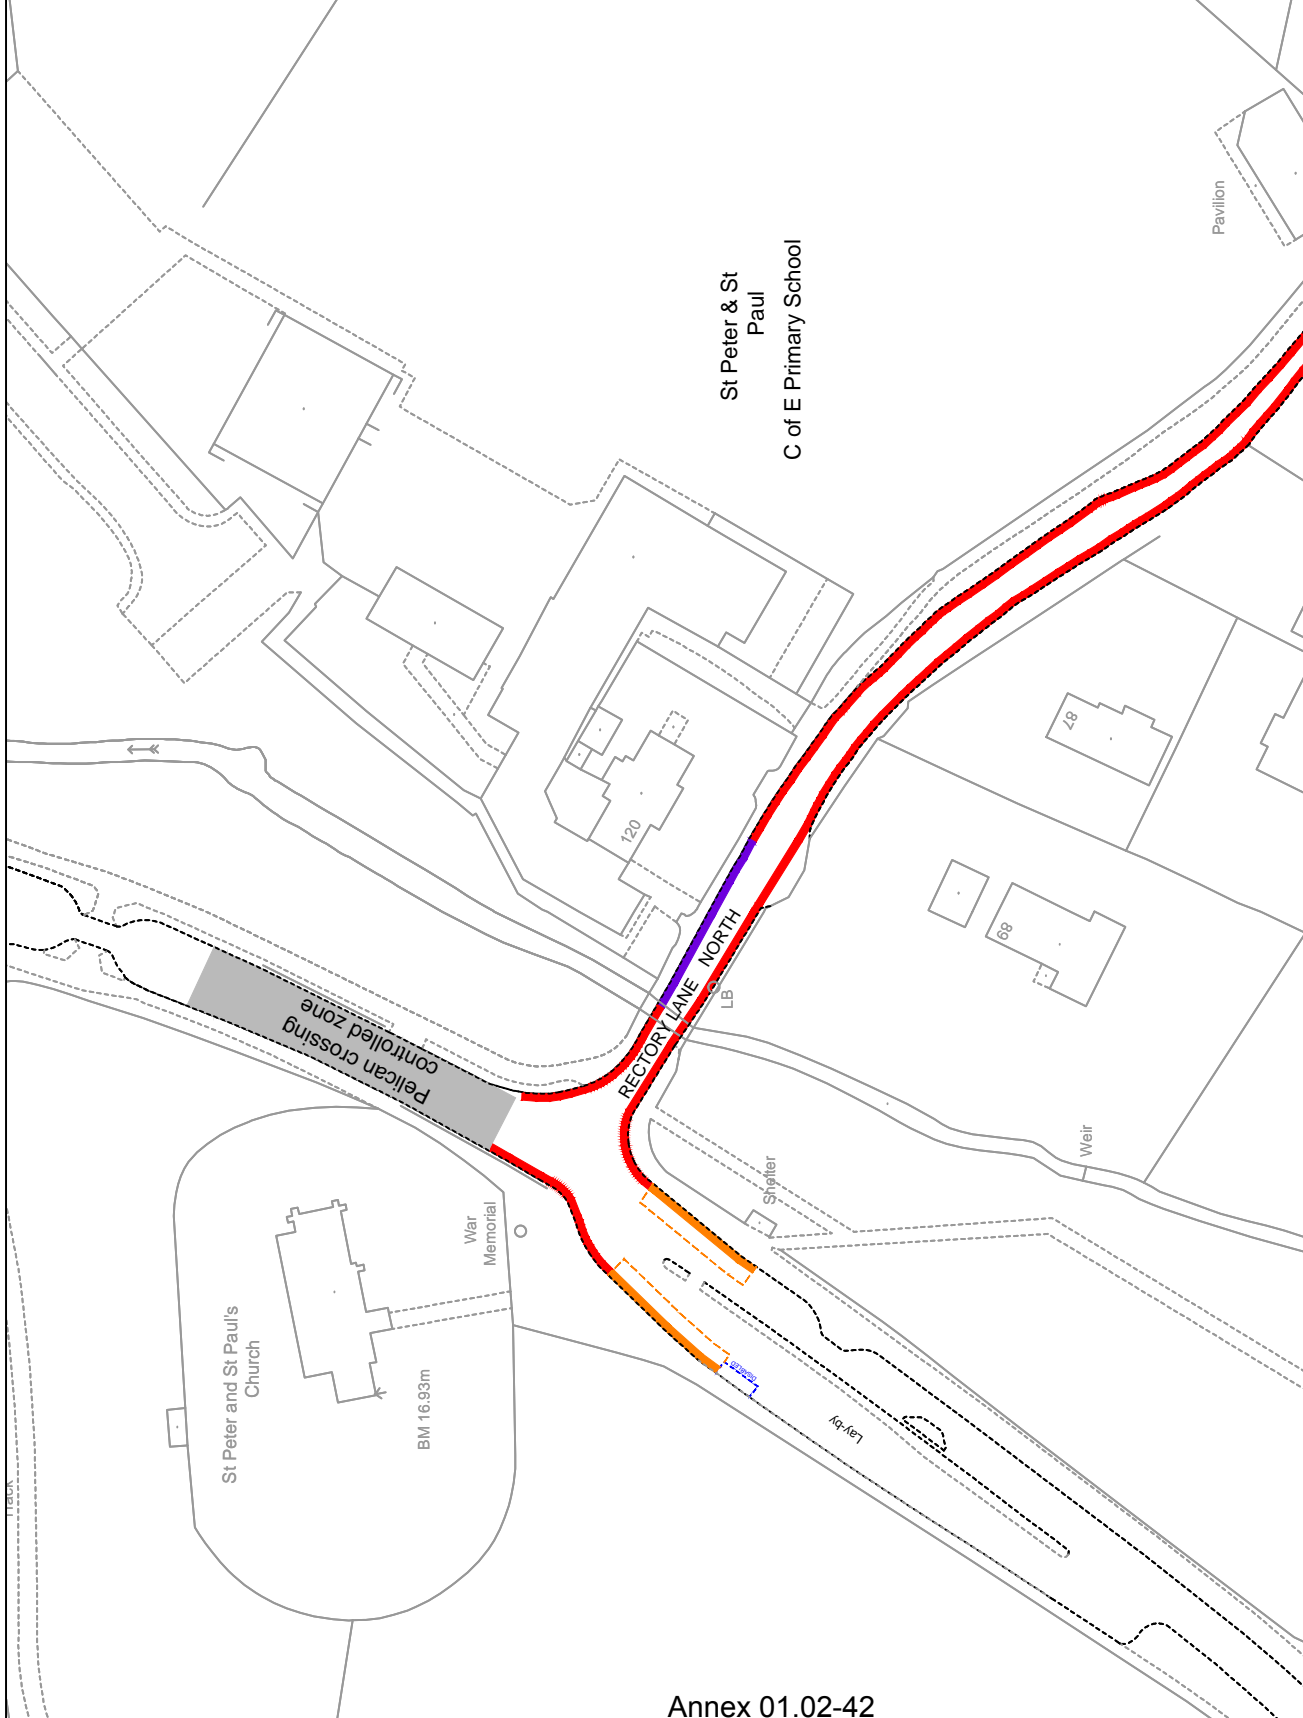 Pavilion
St Peter & St
Paul
C of E Primary School
87
120
89
RECTORY LANE NORTH
LB
Pelican crossing
controlled zone
Weir
Shelter
War
Memorial
St Peter and St Paul's
Church
BM 16.93m
DISABLED
Lay-by
Track
Annex 01.02-42